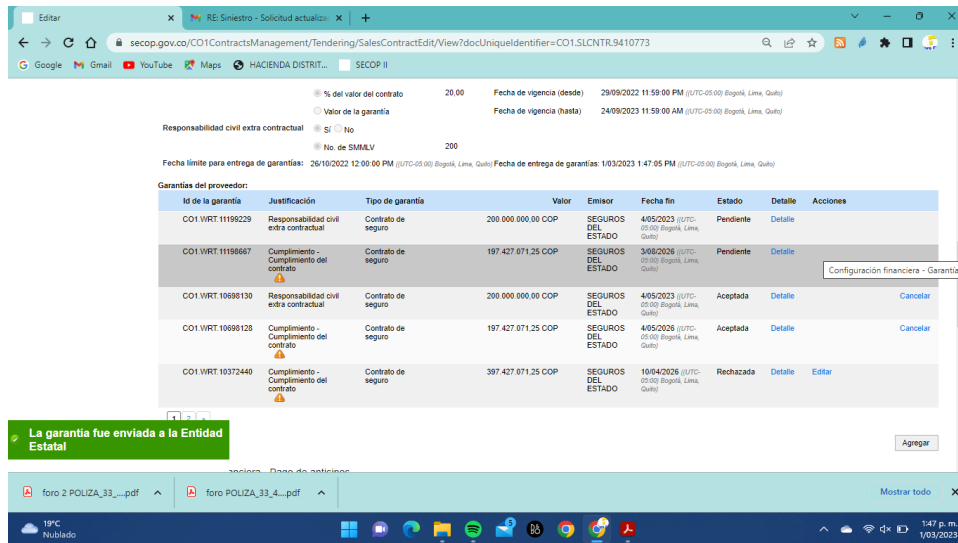 Editar
RE: Siniestro - Solicitud actualiza
secop.gov.co/CO1ContractsManagement/Tendering/SalesContractEdit/View?docUniqueIdentifier=CO1.SLCNTR.9410773
Google Gmail YouTube Maps HACIENDA DISTRIT... SECOP II
% del valor del contrato 20,00 Fecha de vigencia (desde) 29/09/2022 11:59:00 PM ((UTC-05:00) Bogotá, Lima, Quito)
Valor de la garantía Fecha de vigencia (hasta) 24/09/2023 11:59:00 AM ((UTC-05:00) Bogotá, Lima, Quito)
Responsabilidad civil extra contractual Sí No
No. de SMMLV 200
Fecha límite para entrega de garantías: 26/10/2022 12:00:00 PM ((UTC-05:00) Bogotá, Lima, Quito) Fecha de entrega de garantías: 1/03/2023 1:47:05 PM ((UTC-05:00) Bogotá, Lima, Quito)
Garantías del proveedor:
Id de la garantía Justificación Tipo de garantía Valor Emisor Fecha fin Estado Detalle Acciones
CO1.WRT.11199229 Responsabilidad civil Contrato de 200.000.000,00 COP SEGUROS 4/05/2023 ((UTC- Pendiente Detalle
extra contractual seguro DEL 05:00) Bogotá, Lima,
ESTADO Quito)
CO1.WRT.11198667 Cumplimiento - Contrato de 197.427.071,25 COP SEGUROS 3/08/2026 ((UTC- Pendiente Detalle
Cumplimiento del seguro DEL 05:00) Bogotá, Lima,
contrato ESTADO Quito)
Configuración financiera - Garantía
CO1.WRT.10698130 Responsabilidad civil Contrato de 200.000.000,00 COP SEGUROS 4/05/2023 ((UTC- Aceptada Detalle Cancelar
extra contractual seguro DEL 05:00) Bogotá, Lima,
ESTADO Quito)
CO1.WRT.10698128 Cumplimiento - Contrato de 197.427.071,25 COP SEGUROS 4/05/2026 ((UTC- Aceptada Detalle Cancelar
Cumplimiento del seguro DEL 05:00) Bogotá, Lima,
contrato ESTADO Quito)
CO1.WRT.10372440 Cumplimiento - Contrato de 397.427.071,25 COP SEGUROS 10/04/2026 ((UTC- Rechazada Detalle Editar
Cumplimiento del seguro DEL 05:00) Bogotá, Lima,
contrato ESTADO Quito)
1 2 >
La garantía fue enviada a la Entidad
Estatal
Agregar
foro 2 POLIZA_33_....pdf foro POLIZA_33_4....pdf Mostrar todo
19°C 1:47 p. m.
Nublado 1/03/2023